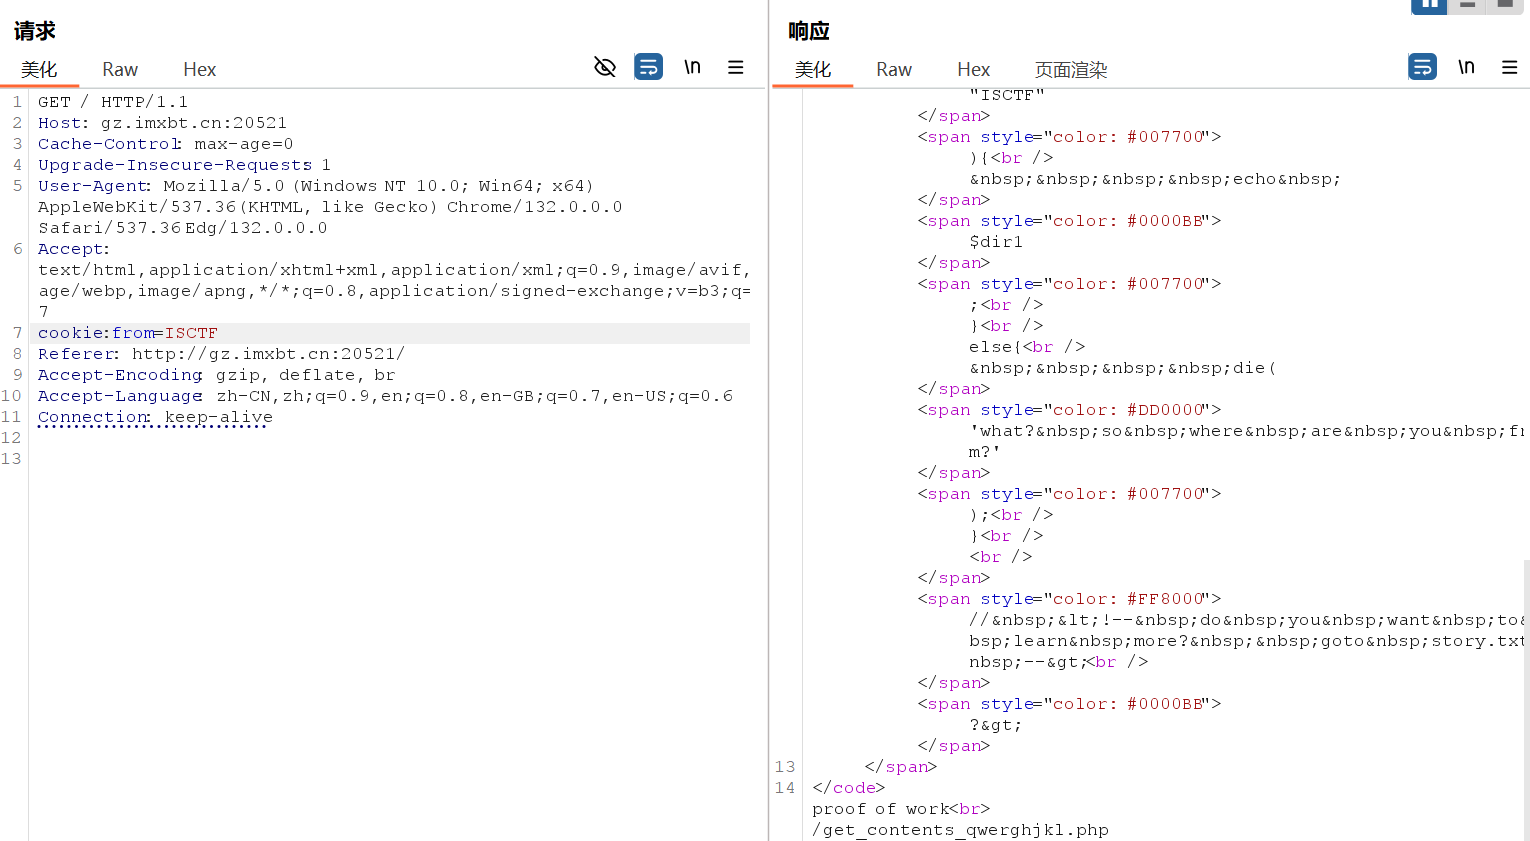 请求
美化 Raw Hex \n
1 GET / HTTP/1.1
2 Host: gz.imxbt.cn:20521
3 Cache-Control: max-age=0
4 Upgrade-Insecure-Requests: 1
5 User-Agent: Mozilla/5.0 (Windows NT 10.0; Win64; x64)
AppleWebKit/537.36 (KHTML, like Gecko) Chrome/132.0.0.0
Safari/537.36 Edg/132.0.0.0
6 Accept:
text/html,application/xhtml+xml,application/xml;q=0.9,image/avif,
age/webp,image/apng,*/*;q=0.8,application/signed-exchange;v=b3;q=
7
7 cookie:from=ISCTF
8 Referer: http://gz.imxbt.cn:20521/
9 Accept-Encoding: gzip, deflate, br
10 Accept-Language: zh-CN,zh;q=0.9,en;q=0.8,en-GB;q=0.7,en-US;q=0.6
11 Connection: keep-alive
12
13
响应
美化 Raw Hex 页面渲染 \n
"ISCTF"
</span>
<span style="color: #007700">
){<br />
&nbsp;&nbsp;&nbsp;&nbsp;echo&nbsp;
</span>
<span style="color: #0000BB">
$dir1
</span>
<span style="color: #007700">
;<br />
}<br />
else{<br />
&nbsp;&nbsp;&nbsp;&nbsp;die(
</span>
<span style="color: #DD0000">
'what?&nbsp;so&nbsp;where&nbsp;are&nbsp;you&nbsp;fr
m?'
</span>
<span style="color: #007700">
);<br />
}<br />
<br />
</span>
<span style="color: #FF8000">
//&nbsp;&lt;!--&nbsp;do&nbsp;you&nbsp;want&nbsp;to&
bsp;learn&nbsp;more?&nbsp;&nbsp;goto&nbsp;story.txt
nbsp;--&gt;<br />
</span>
<span style="color: #0000BB">
?&gt;
</span>
13 </span>
14 </code>
proof of work<br>
/get_contents_qwerghjkl.php